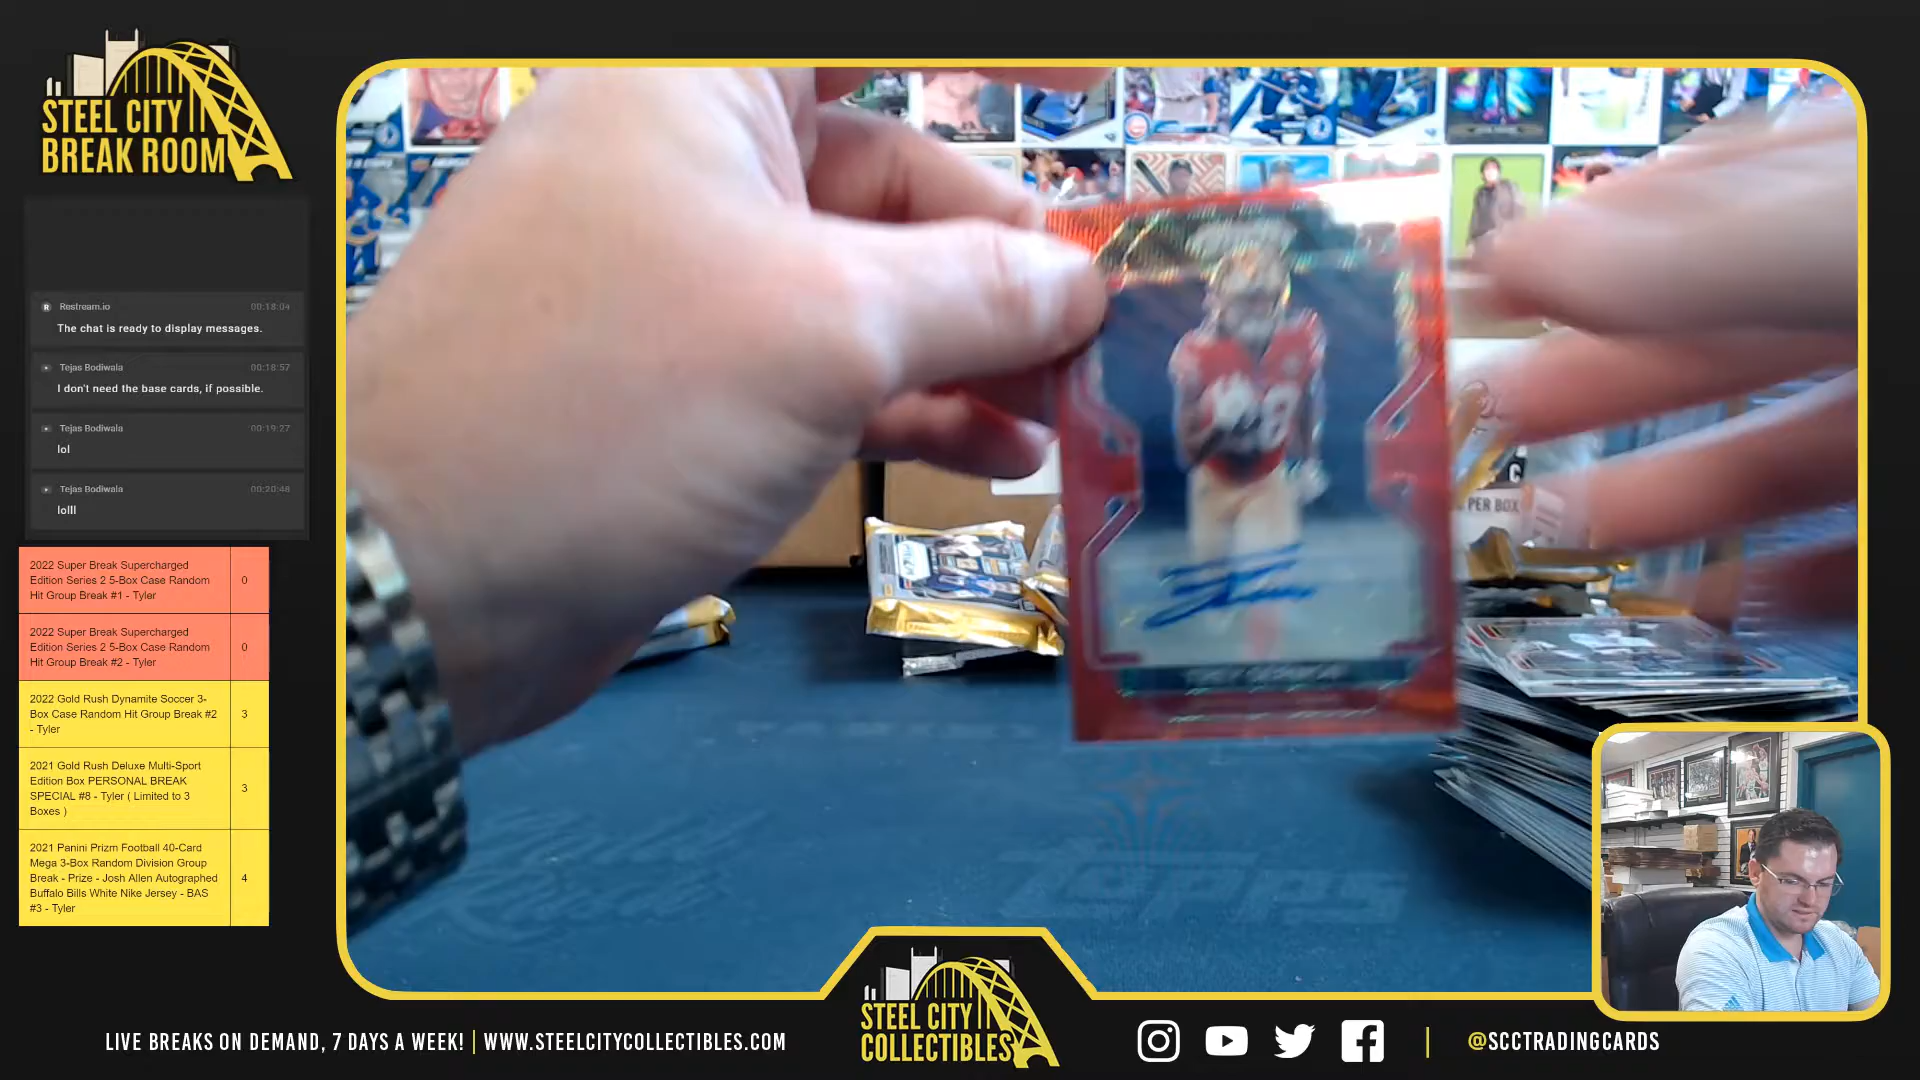 STEEL CITY
BREAK ROOM
Restream.io 00:18:04
The chat is ready to display messages.
Tejas Bodiwala 00:18:57
I don't need the base cards, if possible.
Tejas Bodiwala 00:19:27
lol
Tejas Bodiwala 00:20:48
lolll
2022 Super Break Supercharged
Edition Series 2 5-Box Case Random 0
Hit Group Break #1 - Tyler
2022 Super Break Supercharged
Edition Series 2 5-Box Case Random 0
Hit Group Break #2 - Tyler
2022 Gold Rush Dynamite Soccer 3-
Box Case Random Hit Group Break #2 3
- Tyler
2021 Gold Rush Deluxe Multi-Sport
Edition Box PERSONAL BREAK
SPECIAL #8 - Tyler ( Limited to 3 3
Boxes )
2021 Panini Prizm Football 40-Card
Mega 3-Box Random Division Group
Break - Prize - Josh Allen Autographed 4
Buffalo Bills White Nike Jersey - BAS
#3 - Tyler
PER BOX
TOPPS
LIVE BREAKS ON DEMAND, 7 DAYS A WEEK! | WWW.STEELCITYCOLLECTIBLES.COM
STEEL CITY
COLLECTIBLES
| @SCCTRADINGCARDS